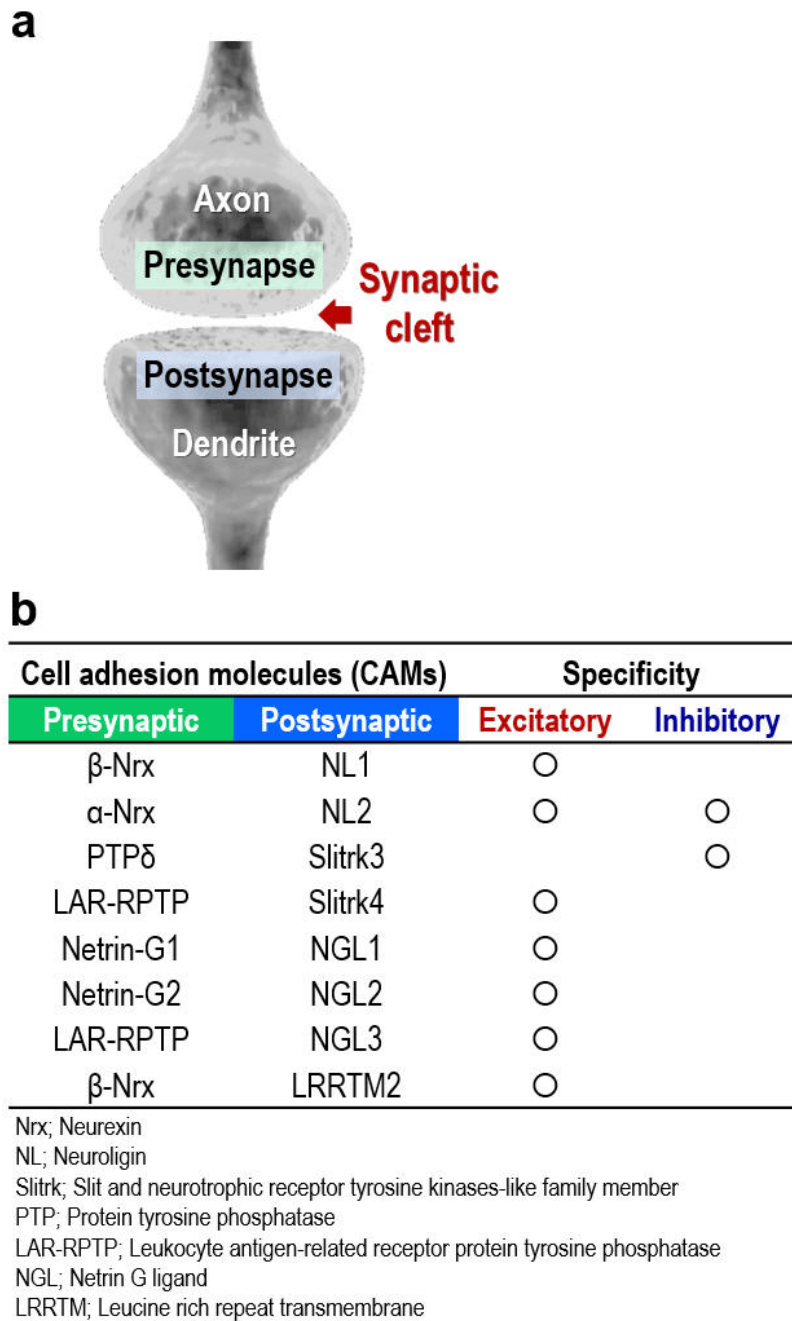 a
Axon
Presynapse
Synaptic
cleft
Postsynapse
Dendrite
b
Cell adhesion molecules (CAMs) Specificity
Presynaptic Postsynaptic Excitatory Inhibitory
β-Nrx NL1 ○
α-Nrx NL2 ○ ○
PTPδ Slitrk3 ○
LAR-RPTP Slitrk4 ○
Netrin-G1 NGL1 ○
Netrin-G2 NGL2 ○
LAR-RPTP NGL3 ○
β-Nrx LRRTM2 ○
Nrx; Neurexin
NL; Neuroligin
Slitrk; Slit and neurotrophic receptor tyrosine kinases-like family member
PTP; Protein tyrosine phosphatase
LAR-RPTP; Leukocyte antigen-related receptor protein tyrosine phosphatase
NGL; Netrin G ligand
LRRTM; Leucine rich repeat transmembrane